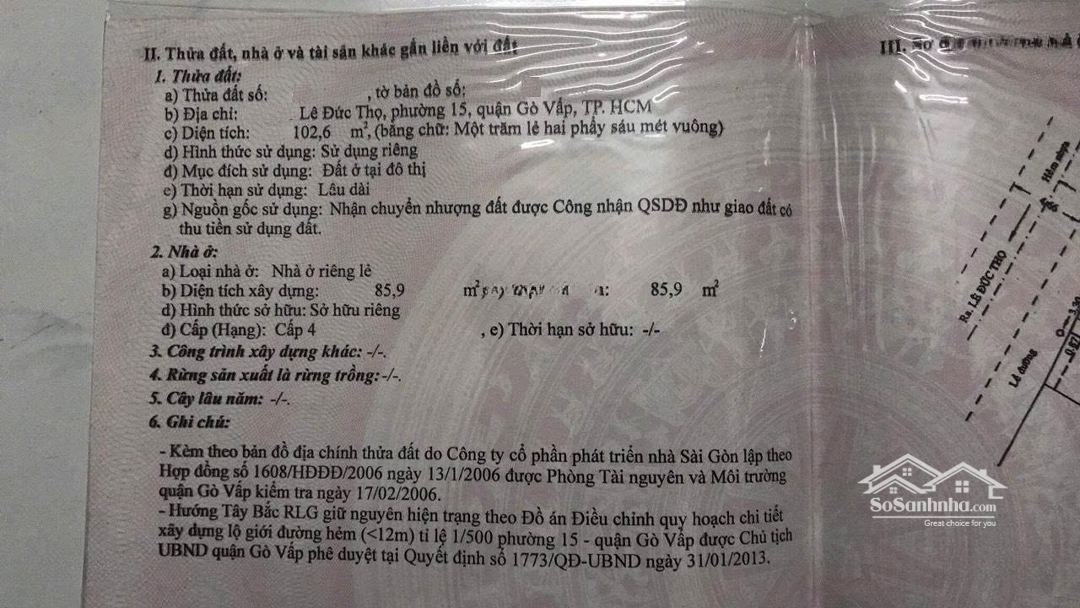 II. Thửa đất, nhà ở và tài sản khác gắn liền với đất
1. Thửa đất:
a) Thửa đất số: , tờ bản đồ số:
b) Địa chỉ: Lê Đức Thọ, phường 15, quận Gò Vấp, TP. HCM
c) Diện tích: 102,6 m², (bằng chữ: Một trăm lẻ hai phẩy sáu mét vuông)
d) Hình thức sử dụng: Sử dụng riêng
đ) Mục đích sử dụng: Đất ở tại đô thị
e) Thời hạn sử dụng: Lâu dài
g) Nguồn gốc sử dụng: Nhận chuyển nhượng đất được Công nhận QSDĐ như giao đất có
thu tiền sử dụng đất.
2. Nhà ở:
a) Loại nhà ở: Nhà ở riêng lẻ
b) Diện tích xây dựng: 85,9 m² : 85,9 m²
d) Hình thức sở hữu: Sở hữu riêng
đ) Cấp (Hạng): Cấp 4 , e) Thời hạn sở hữu: -/-
3. Công trình xây dựng khác: -/-.
4. Rừng sản xuất là rừng trồng: -/-.
5. Cây lâu năm: -/-.
6. Ghi chú:
- Kèm theo bản đồ địa chính thửa đất do Công ty cổ phần phát triển nhà Sài Gòn lập theo
Hợp đồng số 1608/HĐĐĐ/2006 ngày 13/1/2006 được Phòng Tài nguyên và Môi trường
quận Gò Vấp kiểm tra ngày 17/02/2006.
- Hướng Tây Bắc RLG giữ nguyên hiện trạng theo Đồ án Điều chỉnh quy hoạch chi tiết
xây dựng lộ giới đường hẻm (<12m) tỉ lệ 1/500 phường 15 - quận Gò Vấp được Chủ tịch
UBND quận Gò Vấp phê duyệt tại Quyết định số 1773/QĐ-UBND ngày 31/01/2013.
III. Sơ
Ra. LÊ ĐỨC THỌ
Hẻm nhựa
Lề đường
3.30
SoSanhnha.com
Great choice for you